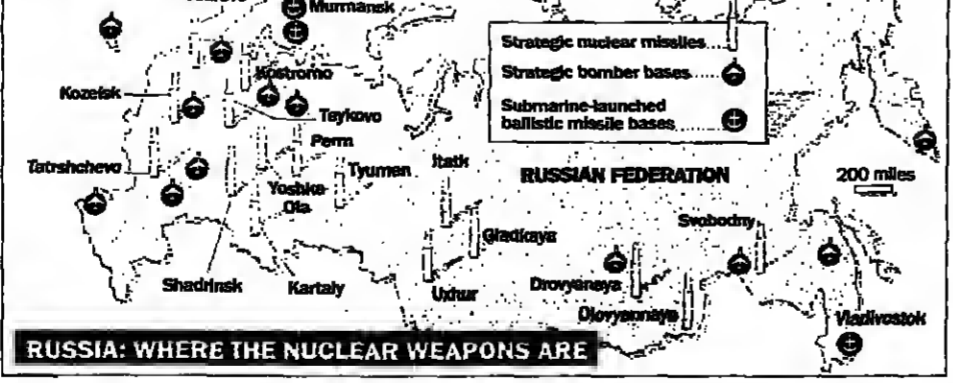 Murmansk
Strategic nuclear missiles
Strategic bomber bases
Submarine-launched
ballistic missile bases
Kostromo
Kozelsk
Teykovo
Perm
Tatrshchevo
Tyumen
Itatk
RUSSIAN FEDERATION
200 miles
Yoshka-
Ola
Svobodny
Gladkaya
Shadrinsk
Kartaly
Uxhur
Drovyanaya
Olovyannaya
Vladivostok
RUSSIA: WHERE THE NUCLEAR WEAPONS ARE